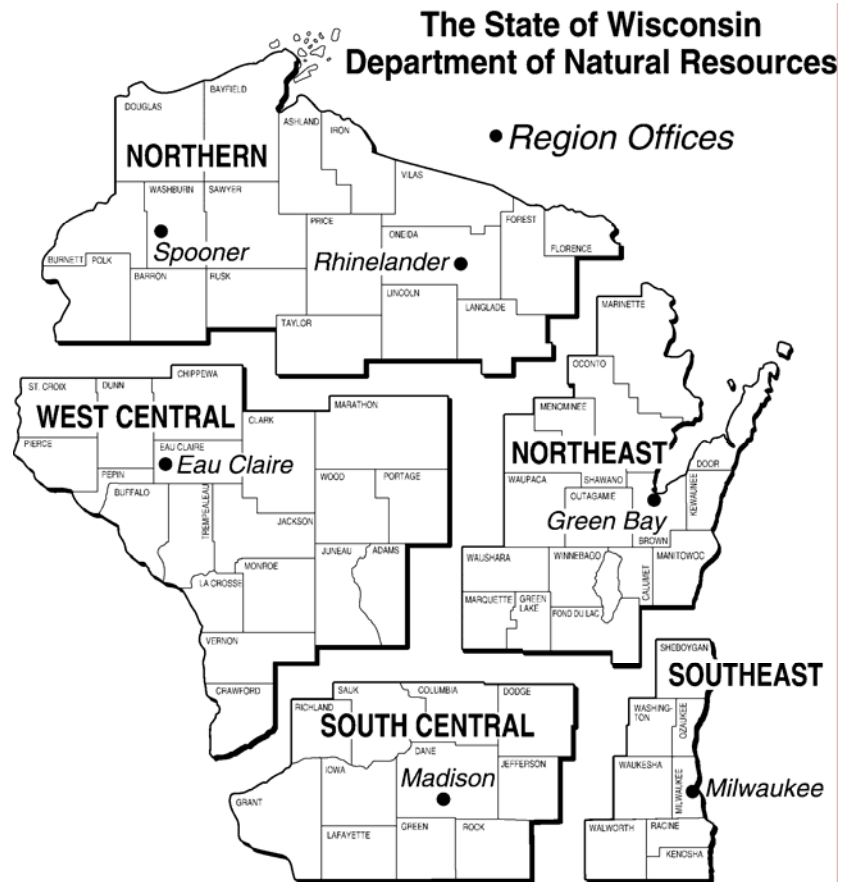 The State of Wisconsin
Department of Natural Resources
Region Offices
NORTHERN
DOUGLAS
BAYFIELD
ASHLAND
IRON
VILAS
WASHBURN
SAWYER
PRICE
ONEIDA
FOREST
FLORENCE
Spooner
Rhinelander
BURNETT
POLK
BARRON
RUSK
LINCOLN
LANGLADE
TAYLOR
WEST CENTRAL
ST. CROIX
DUNN
CHIPPEWA
CLARK
MARATHON
PIERCE
EAU CLAIRE
Eau Claire
PEPIN
BUFFALO
TREMPEALEAU
WOOD
PORTAGE
JACKSON
JUNEAU
ADAMS
MONROE
LA CROSSE
VERNON
CRAWFORD
NORTHEAST
MARINETTE
OCONTO
MENOMINEE
DOOR
WAUPACA
SHAWANO
OUTAGAMIE
KEWAUNEE
Green Bay
BROWN
WAUSHARA
WINNEBAGO
CALUMET
MANITOWOC
MARQUETTE
GREEN
LAKE
FOND DU LAC
SOUTH CENTRAL
SAUK
COLUMBIA
DODGE
RICHLAND
DANE
JEFFERSON
IOWA
Madison
GRANT
LAFAYETTE
GREEN
ROCK
SHEBOYGAN
SOUTHEAST
WASHING-
TON
OZAUKEE
WAUKESHA
MILWAUKEE
Milwaukee
WALWORTH
RACINE
KENOSHA